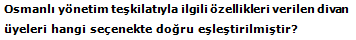 Osmanlı yönetim teşkilatıyla ilgili özellikleri verilen divan
üyeleri hangi seçenekte doğru eşleştirilmiştir?